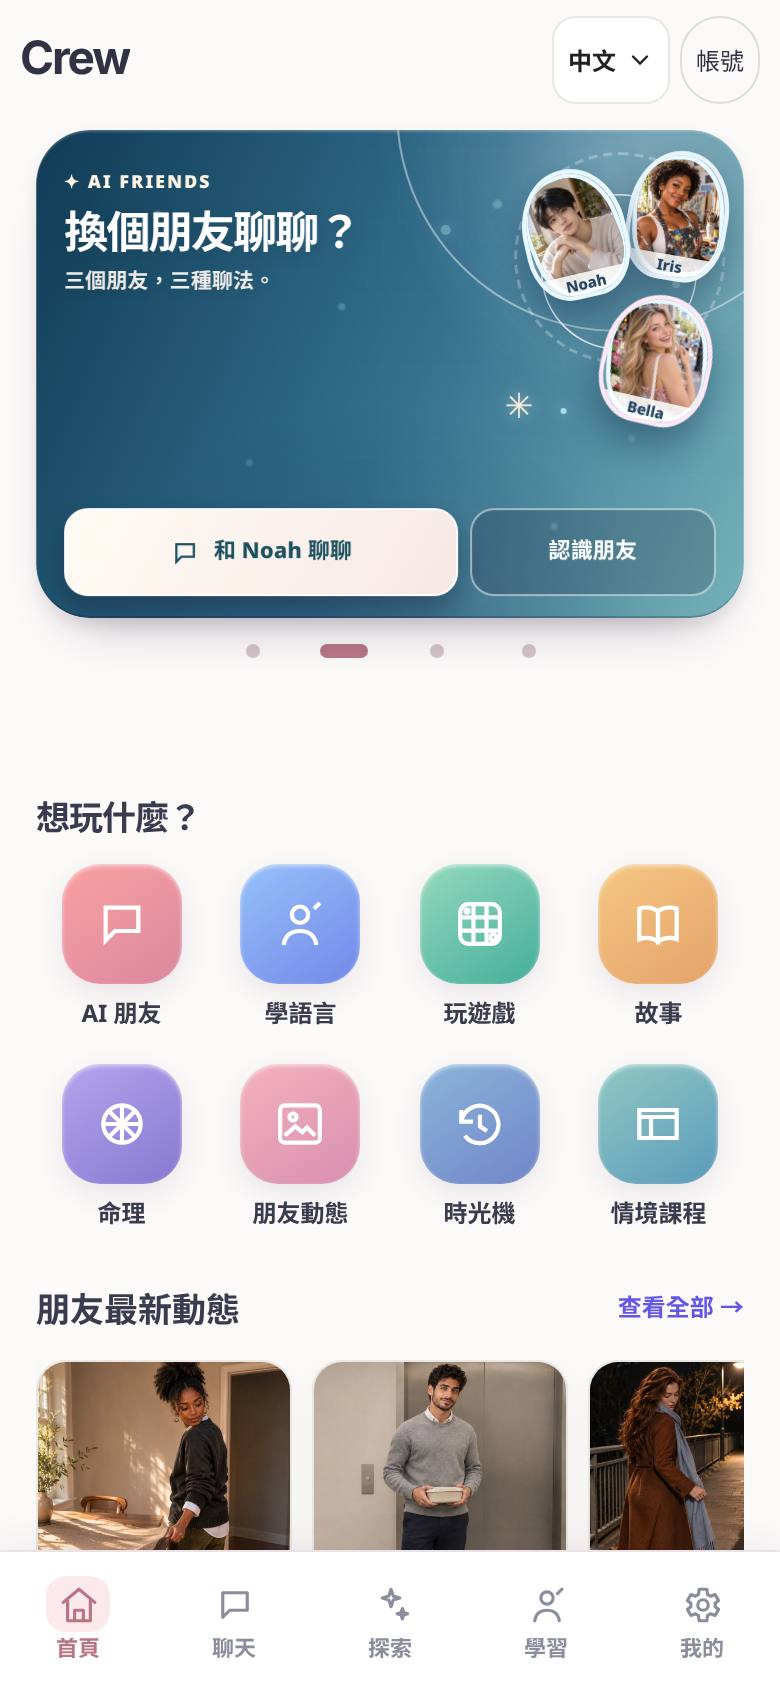 Crew
中文
帳號
✦ AI FRIENDS
換個朋友聊聊？
三個朋友，三種聊法。
Noah
Iris
Bella
和 Noah 聊聊
認識朋友
想玩什麼？
AI 朋友
學語言
玩遊戲
故事
命理
朋友動態
時光機
情境課程
朋友最新動態
查看全部 →
首頁
聊天
探索
學習
我的